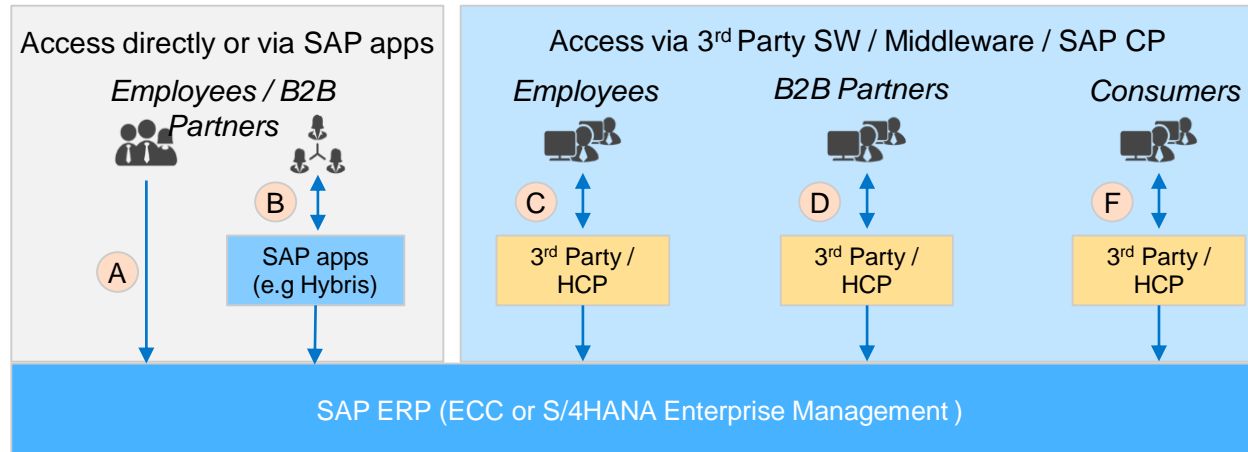 Access directly or via SAP apps
Employees / B2B
Partners
A
B
SAP apps
(e.g Hybris)
Access via 3rd Party SW / Middleware / SAP CP
Employees
B2B Partners
Consumers
C
D
F
3rd Party /
HCP
3rd Party /
HCP
3rd Party /
HCP
SAP ERP (ECC or S/4HANA Enterprise Management )